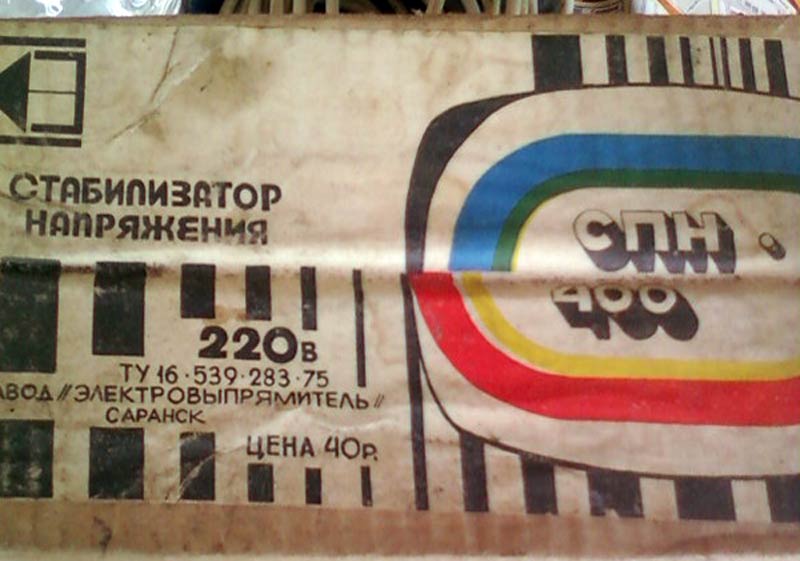 СТАБИЛИЗАТОР
НАПРЯЖЕНИЯ
220В
ТУ 16·539·283·75
АВОД "ЭЛЕКТРОВЫПРЯМИТЕЛЬ"
САРАНСК
ЦЕНА 40р.
СПН
400